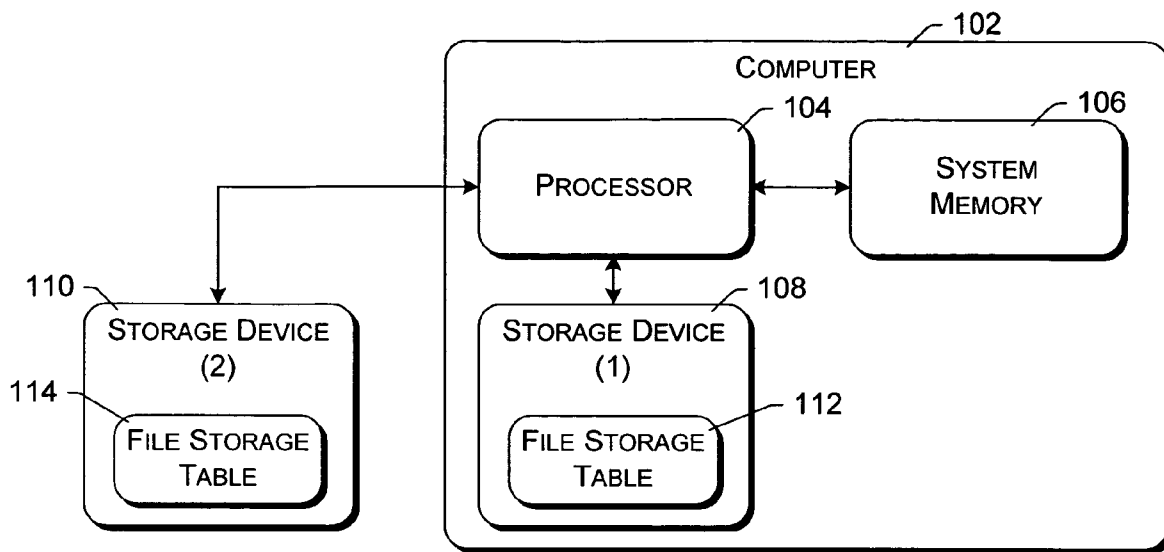 102
COMPUTER
104
106
PROCESSOR
SYSTEM
MEMORY
110
108
STORAGE DEVICE
(2)
STORAGE DEVICE
(1)
114
112
FILE STORAGE
TABLE
FILE STORAGE
TABLE